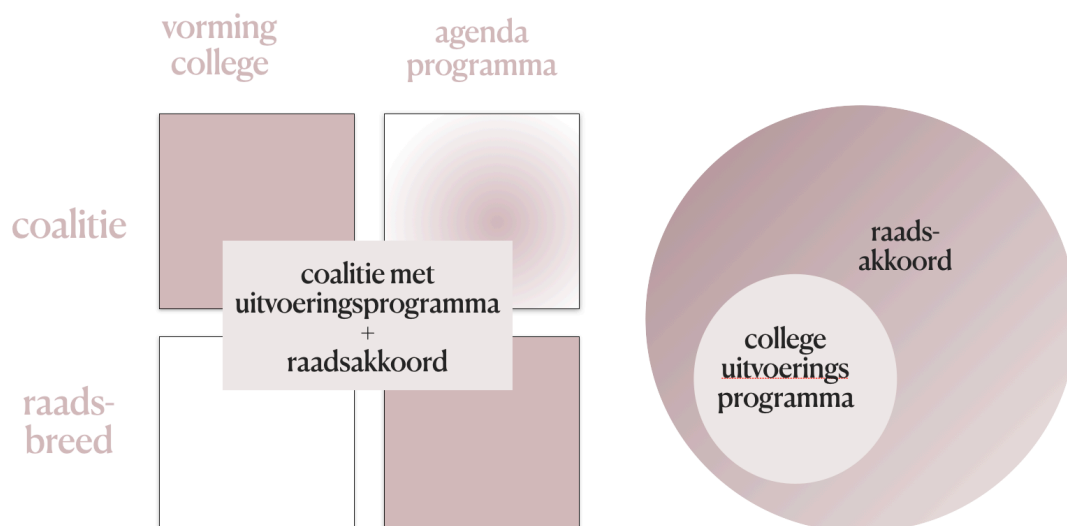 vorming
college
agenda
programma
coalitie
coalitie met
uitvoeringsprogramma
+
raadsakkoord
raads-
breed
raads-
akkoord
college
uitvoerings
programma